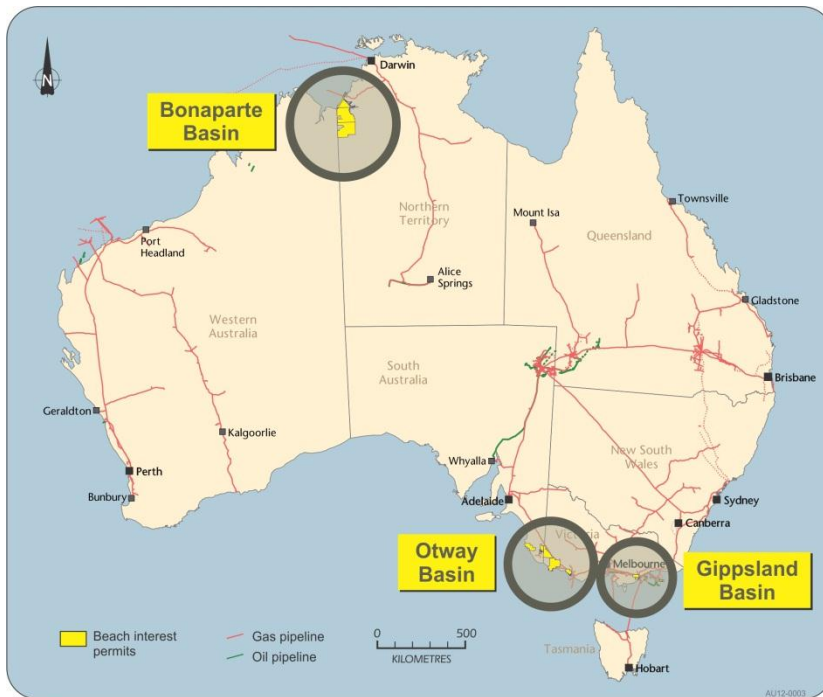 N
Darwin
Bonaparte
Basin
Northern
Territory
Mount Isa
Townsville
Queensland
Port
Headland
Alice
Springs
Gladstone
Western
Australia
South
Australia
Brisbane
Geraldton
Kalgoorlie
Whyalla
New South
Wales
Perth
Bunbury
Adelaide
Sydney
Canberra
Victoria
Otway
Basin
Melbourne
Gippsland
Basin
Beach interest
permits
Gas pipeline
Oil pipeline
0 500
KILOMETRES
Tasmania
Hobart
AU12-0003